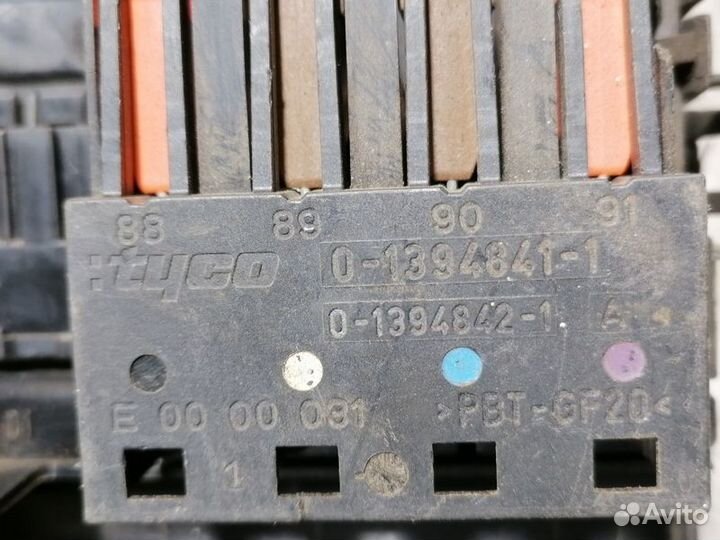 88 89 90 91
tyco 0-1394841-1
0-1394842-1
E 00 00 031 >PBT-GF20<
1
Avito